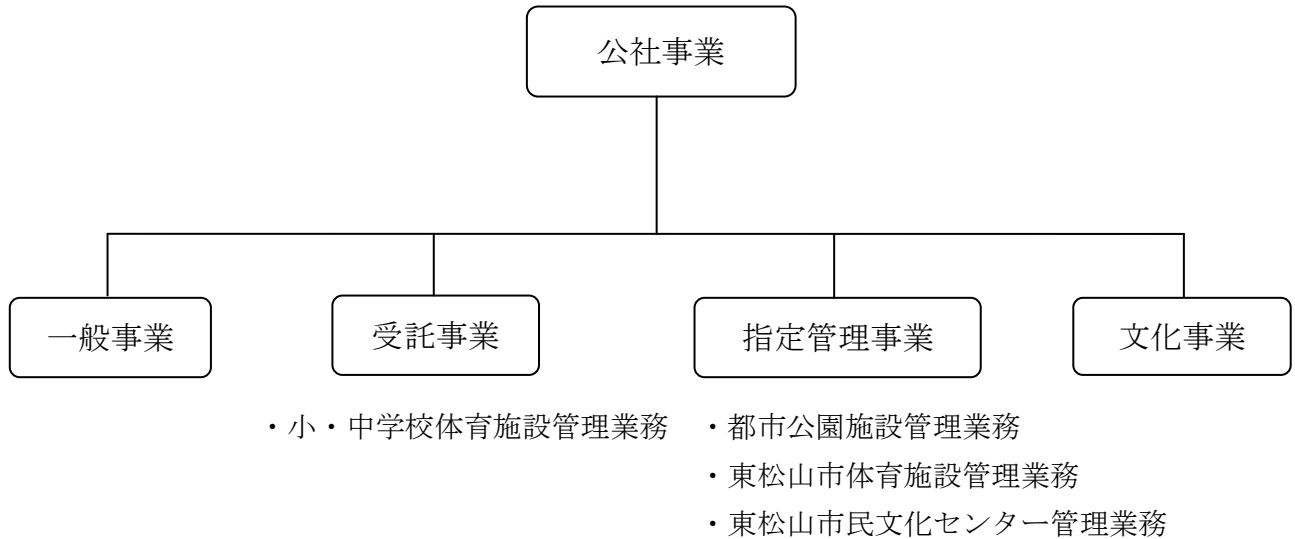 公社事業
一般事業
受託事業
指定管理事業
文化事業
・小・中学校体育施設管理業務
・都市公園施設管理業務
・東松山市体育施設管理業務
・東松山市民文化センター管理業務